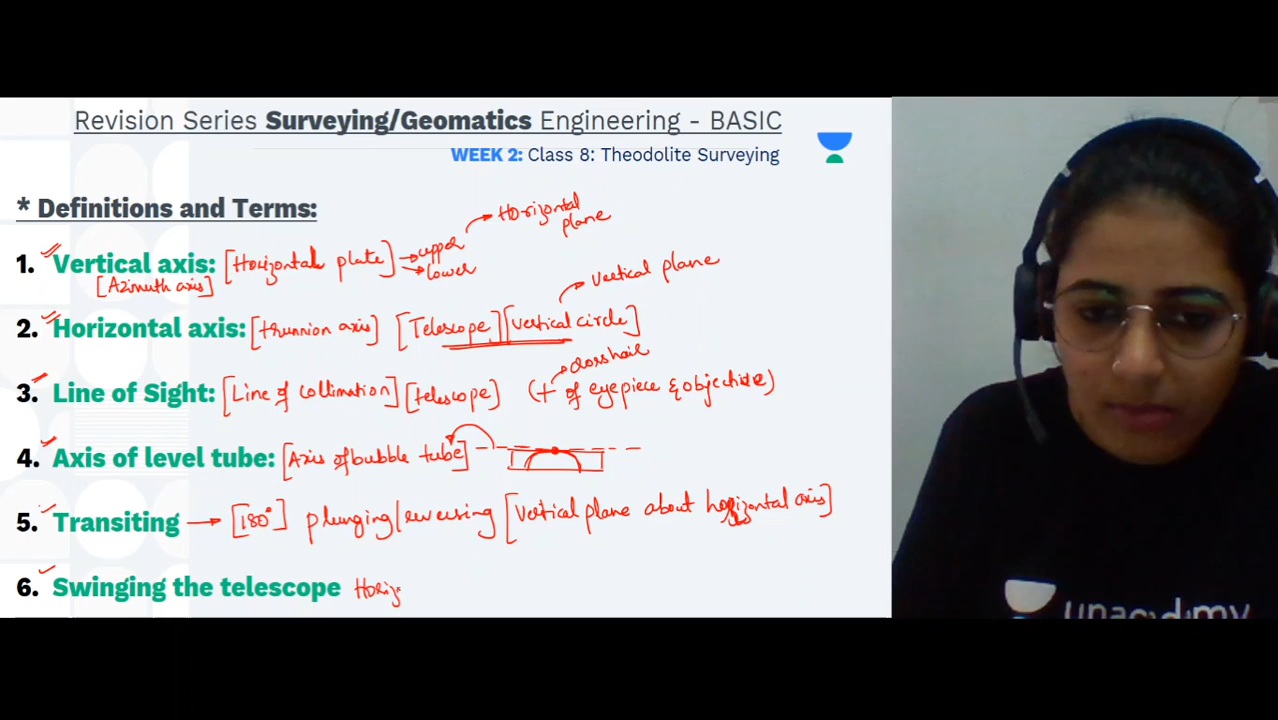 Revision Series Surveying/Geomatics Engineering - BASIC
WEEK 2: Class 8: Theodolite Surveying
* Definitions and Terms:
Horizontal plane
1. Vertical axis: [Horizontal plate] → upper
→ lower
[Azimuth axis]
vertical plane
2. Horizontal axis: [trunnion axis] [Telescope][vertical circle]
crosshair
3. Line of Sight: [Line of collimation] [telescope] (+ of eyepiece & objective)
4. Axis of level tube: [Axis of bubble tube]
5. Transiting → [180°] plunging/reversing [vertical plane about horizontal axis]
6. Swinging the telescope Horiz
unacademy